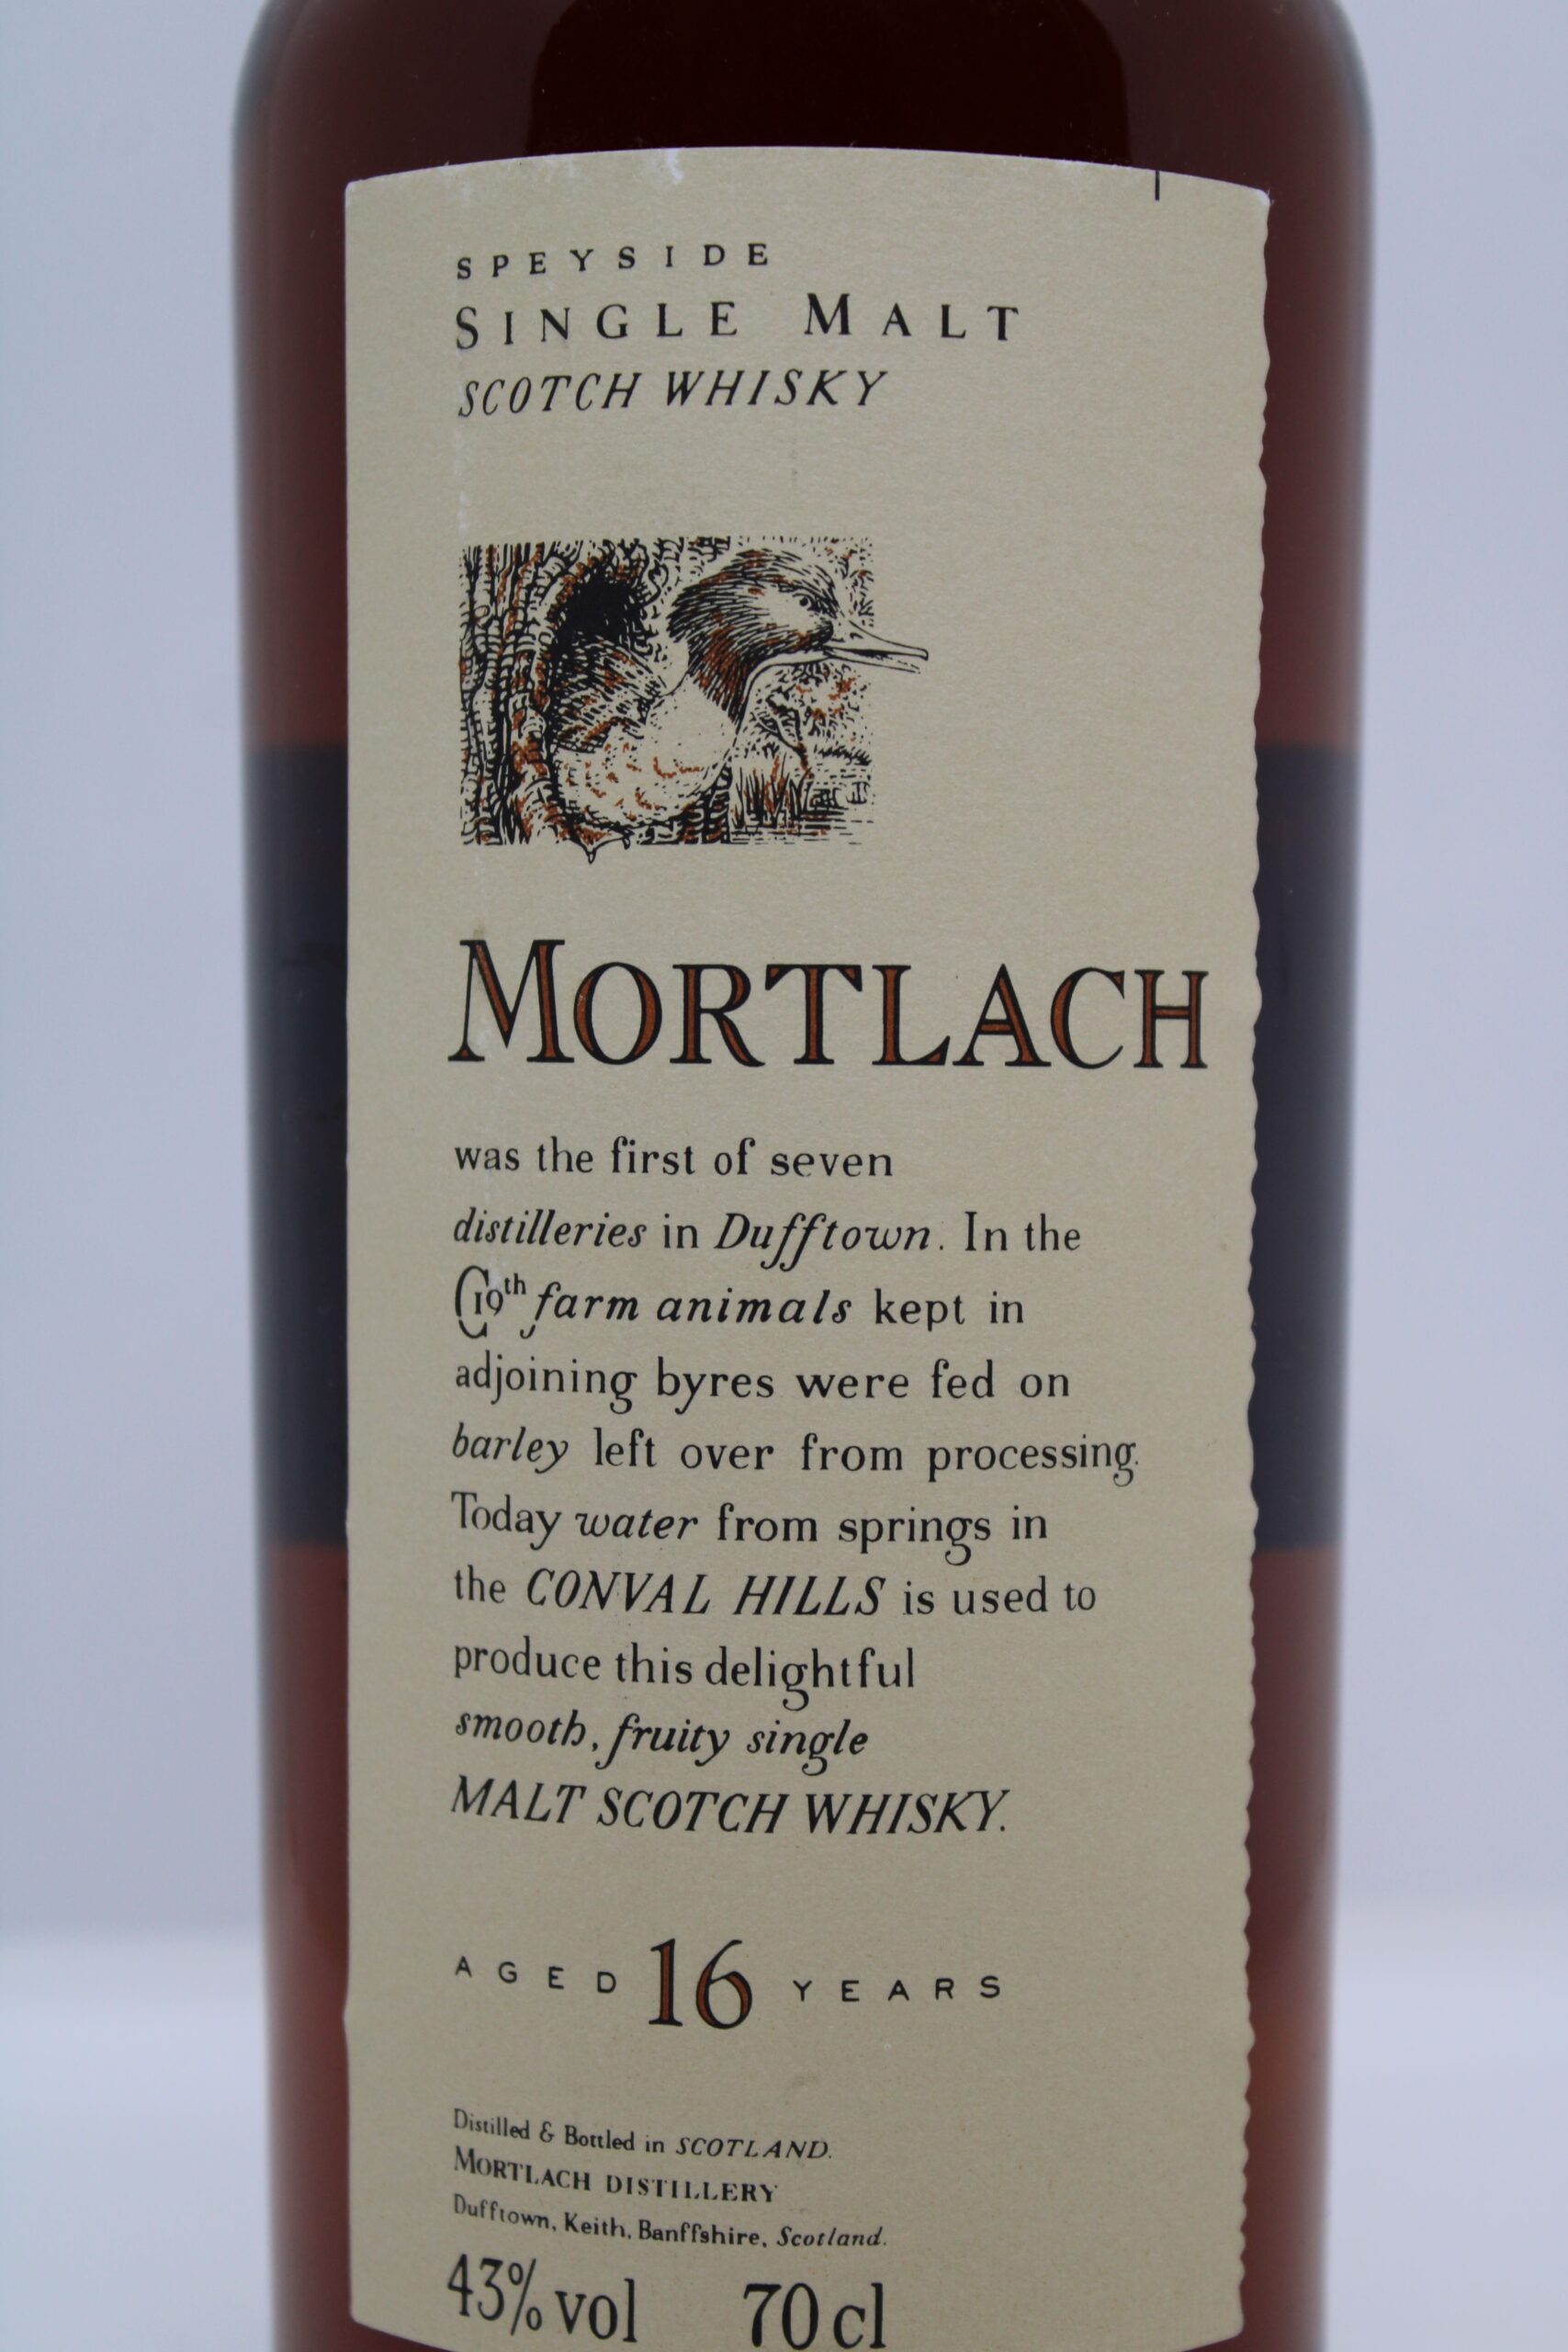 SPEYSIDE
SINGLE MALT
SCOTCH WHISKY
MORTLACH
was the first of seven
distilleries in Dufftown. In the
C19th farm animals kept in
adjoining byres were fed on
barley left over from processing.
Today water from springs in
the CONVAL HILLS is used to
produce this delightful
smooth, fruity single
MALT SCOTCH WHISKY.
AGED 16 YEARS
Distilled & Bottled in SCOTLAND.
MORTLACH DISTILLERY
Dufftown, Keith, Banffshire, Scotland.
43% vol 70 cl